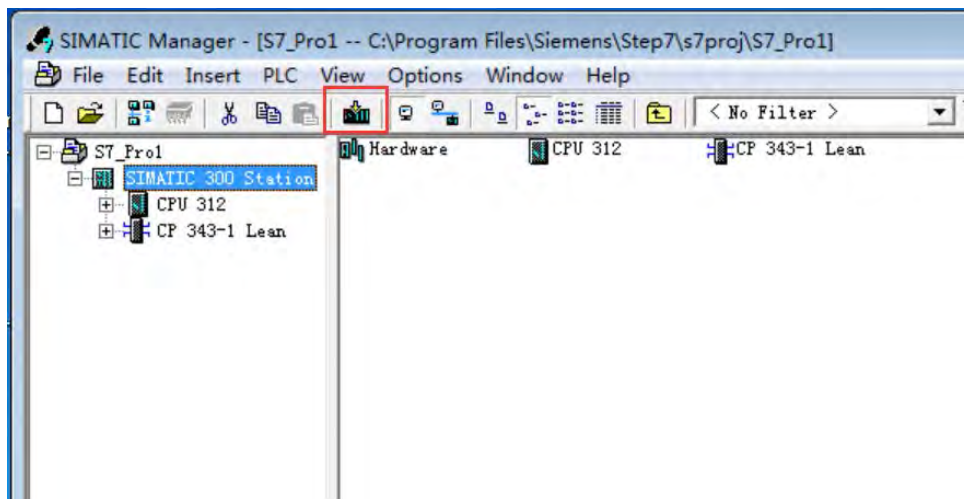 SIMATIC Manager - [S7_Pro1 -- C:\Program Files\Siemens\Step7\s7proj\S7_Pro1]
File Edit Insert PLC View Options Window Help
< No Filter >
S7_Pro1
SIMATIC 300 Station
CPU 312
CP 343-1 Lean
Hardware CPU 312 CP 343-1 Lean